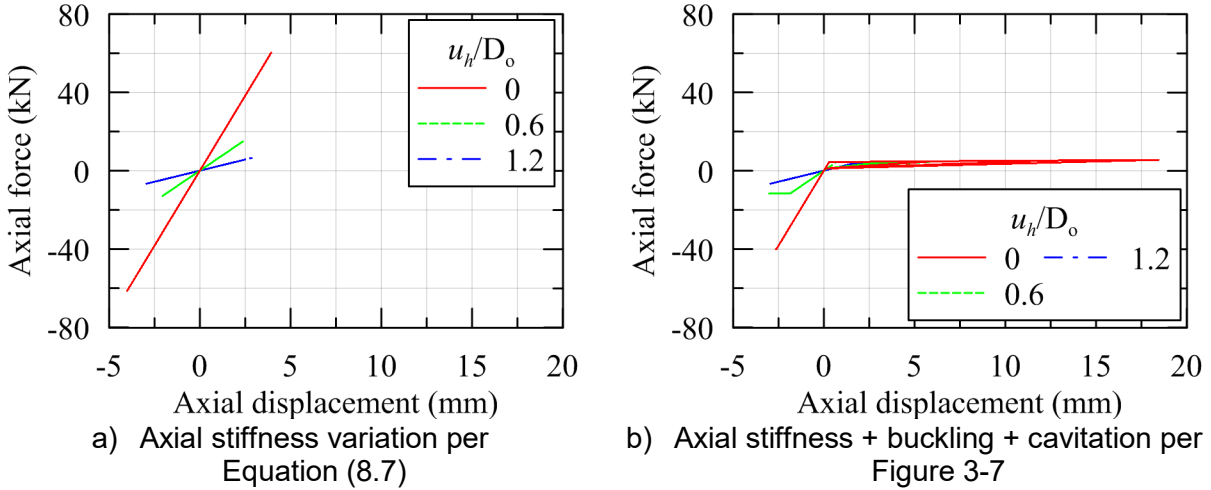 Axial force (kN)
80
40
0
-40
-80
u_h/D_o
0
0.6
1.2
-5 0 5 10 15 20
Axial displacement (mm)
a) Axial stiffness variation per
Equation (8.7)
Axial force (kN)
80
40
0
-40
-80
u_h/D_o
0 1.2
0.6
-5 0 5 10 15 20
Axial displacement (mm)
b) Axial stiffness + buckling + cavitation per
Figure 3-7